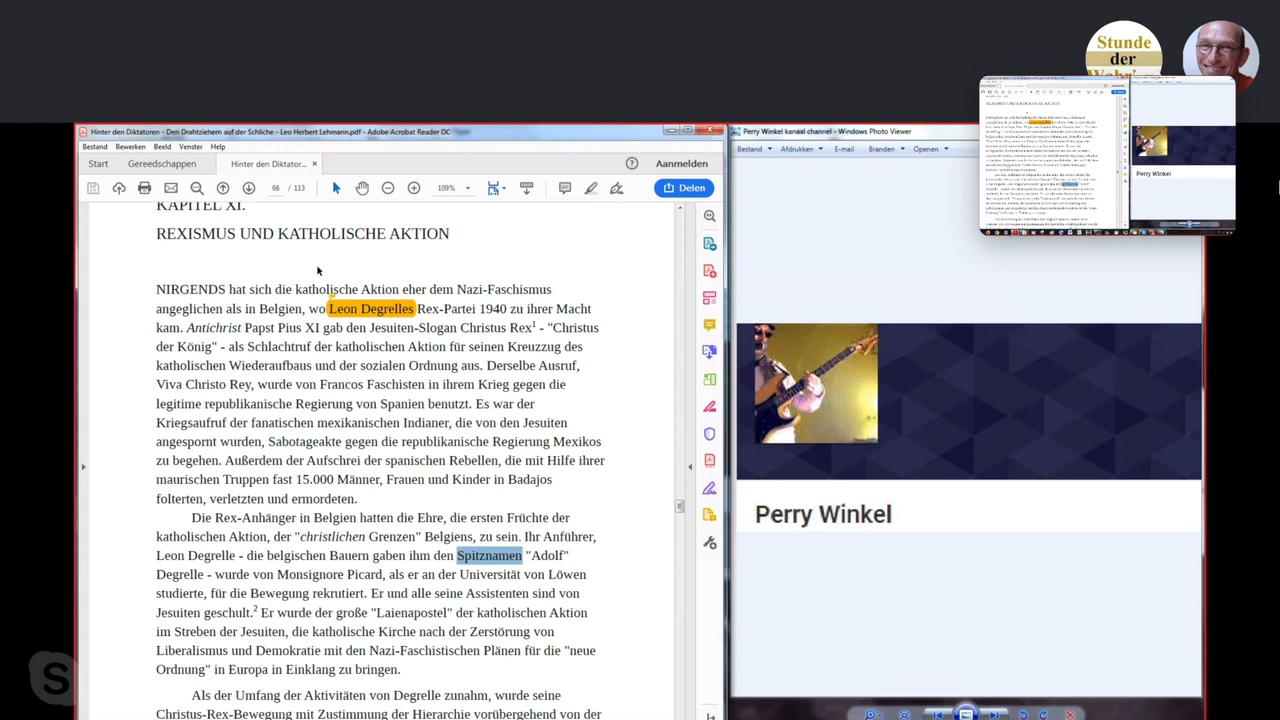 Stunde
der
Hinter den Diktatoren - Den Drahtziehern auf der Schliche - Leo Herbert Lehmann.pdf - Adobe Acrobat Reader DC
Bestand Bewerken Beeld Venster Help
Start Gereedschappen Hinter den Diktator... Anmelden
66 109% Delen
KAPITEL XI.
REXISMUS UND AKTION
NIRGENDS hat sich die katholische Aktion eher dem Nazi-Faschismus
angeglichen als in Belgien, wo Leon Degrelles Rex-Partei 1940 zu ihrer Macht
kam. Antichrist Papst Pius XI gab den Jesuiten-Slogan Christus Rex1 - "Christus
der König" - als Schlachtruf der katholischen Aktion für seinen Kreuzzug des
katholischen Wiederaufbaus und der sozialen Ordnung aus. Derselbe Ausruf,
Viva Christo Rey, wurde von Francos Faschisten in ihrem Krieg gegen die
legitime republikanische Regierung von Spanien benutzt. Es war der
Kriegsaufruf der fanatischen mexikanischen Indianer, die von den Jesuiten
angespornt wurden, Sabotageakte gegen die republikanische Regierung Mexikos
zu begehen. Außerdem der Aufschrei der spanischen Rebellen, die mit Hilfe ihrer
maurischen Truppen fast 15.000 Männer, Frauen und Kinder in Badajos
folterten, verletzten und ermordeten.
Die Rex-Anhänger in Belgien hatten die Ehre, die ersten Früchte der
katholischen Aktion, der "christlichen Grenzen" Belgiens, zu sein. Ihr Anführer,
Leon Degrelle - die belgischen Bauern gaben ihm den Spitznamen "Adolf"
Degrelle - wurde von Monsignore Picard, als er an der Universität von Löwen
studierte, für die Bewegung rekrutiert. Er und alle seine Assistenten sind von
Jesuiten geschult.2 Er wurde der große "Laienapostel" der katholischen Aktion
im Streben der Jesuiten, die katholische Kirche nach der Zerstörung von
Liberalismus und Demokratie mit den Nazi-Faschistischen Plänen für die "neue
Ordnung" in Europa in Einklang zu bringen.
Als der Umfang der Aktivitäten von Degrelle zunahm, wurde seine
Christus-Rex-Bewegung mit Zustimmung der Hierarchie vorübergehend von der
Perry Winkel kanaal channel - Windows Photo Viewer
Bestand Afdrukken E-mail Branden Openen
Perry Winkel
Perry Winkel